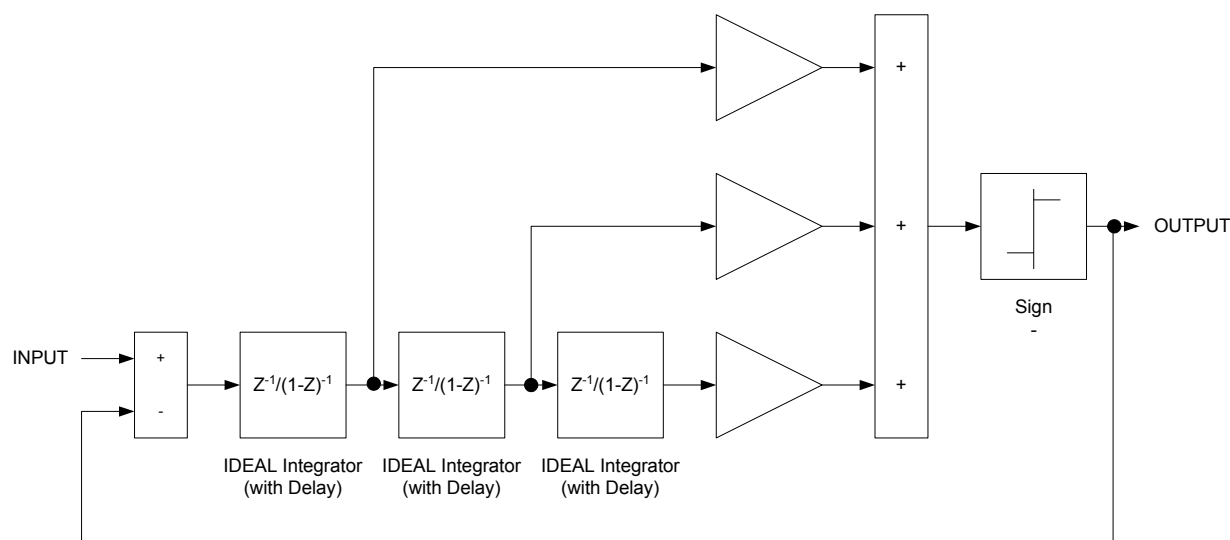 +
+
OUTPUT
Sign
-
INPUT
+
-
Z⁻¹/(1-Z)⁻¹
Z⁻¹/(1-Z)⁻¹
Z⁻¹/(1-Z)⁻¹
+
IDEAL Integrator
(with Delay)
IDEAL Integrator
(with Delay)
IDEAL Integrator
(with Delay)